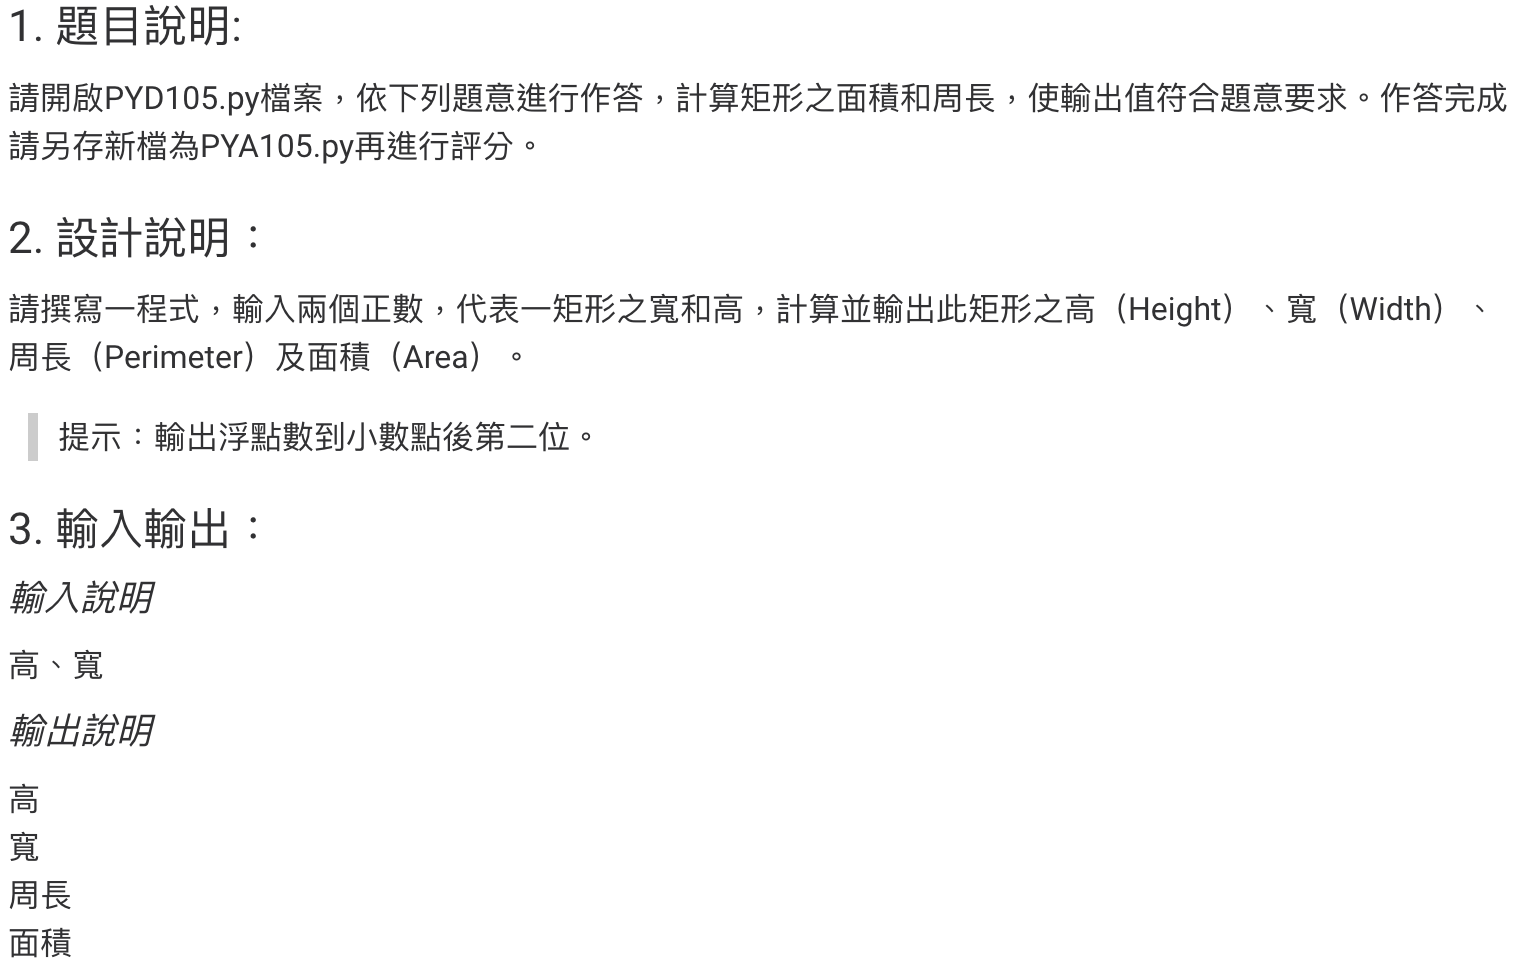 1. 題目說明:
請開啟PYD105.py檔案，依下列題意進行作答，計算矩形之面積和周長，使輸出值符合題意要求。作答完成
請另存新檔為PYA105.py再進行評分。
2. 設計說明：
請撰寫一程式，輸入兩個正數，代表一矩形之寬和高，計算並輸出此矩形之高（Height）、寬（Width）、
周長（Perimeter）及面積（Area）。
提示：輸出浮點數到小數點後第二位。
3. 輸入輸出：
輸入說明
高、寬
輸出說明
高
寬
周長
面積